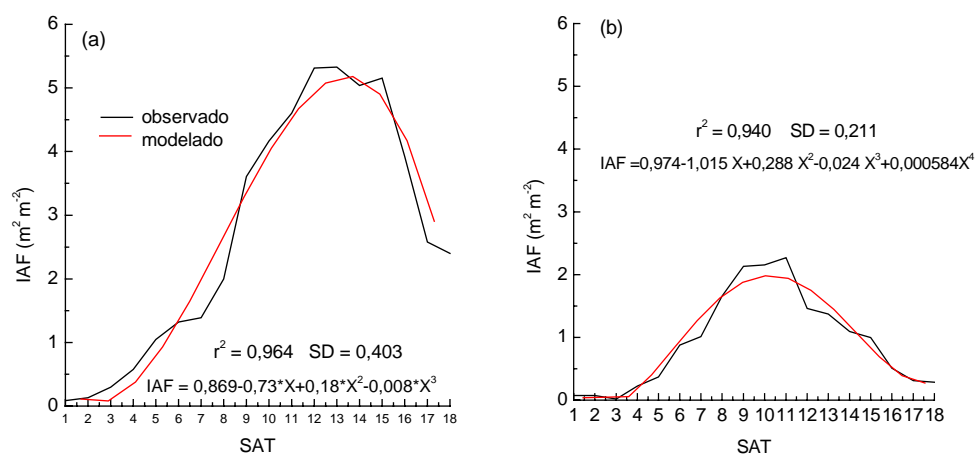 (a)
observado
modelado
r² = 0,964 SD = 0,403
IAF = 0,869-0,73*X+0,18*X²-0,008*X³
IAF (m² m⁻²)
6
5
4
3
2
1
0
1 2 3 4 5 6 7 8 9 10 11 12 13 14 15 16 17 18
SAT
(b)
r² = 0,940 SD = 0,211
IAF =0,974-1,015 X+0,288 X²-0,024 X³+0,000584X⁴
IAF (m² m⁻²)
6
5
4
3
2
1
0
1 2 3 4 5 6 7 8 9 10 11 12 13 14 15 16 17 18
SAT